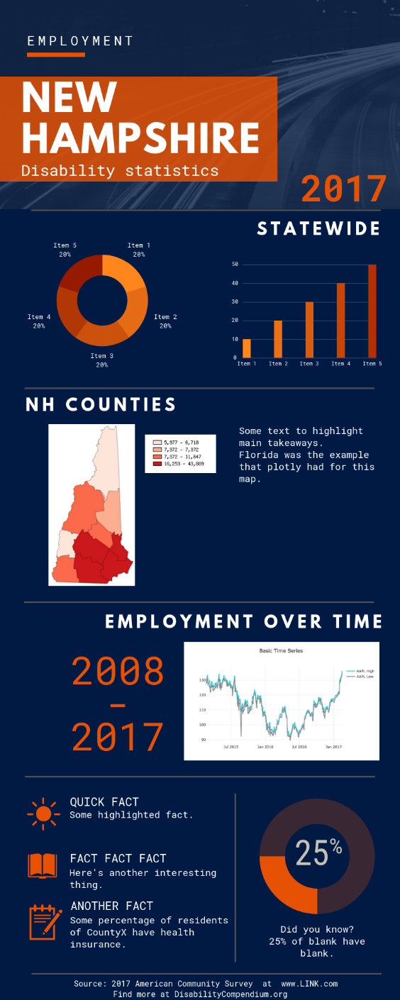 EMPLOYMENT
NEW
HAMPSHIRE
Disability statistics
2017
STATEWIDE
Item 5
20%
Item 1
20%
Item 4
20%
Item 2
20%
Item 3
20%
50
40
30
20
10
0
Item 1
Item 2
Item 3
Item 4
Item 5
NH COUNTIES
5,977 - 6,718
7,372 - 7,372
7,372 - 11,647
18,253 - 43,889
Some text to highlight
main takeaways.
Florida was the example
that plotly had for this
map.
EMPLOYMENT OVER TIME
2008
-
2017
Basic Time Series
AAPL High
AAPL Low
130
120
110
100
90
Jul 2015
Jan 2016
Jul 2016
Jan 2017
QUICK FACT
Some highlighted fact.
FACT FACT FACT
Here's another interesting
thing.
ANOTHER FACT
Some percentage of residents
of CountyX have health
insurance.
25%
Did you know?
25% of blank have
blank.
Source: 2017 American Community Survey at www.LINK.com
Find more at DisabilityCompendium.org